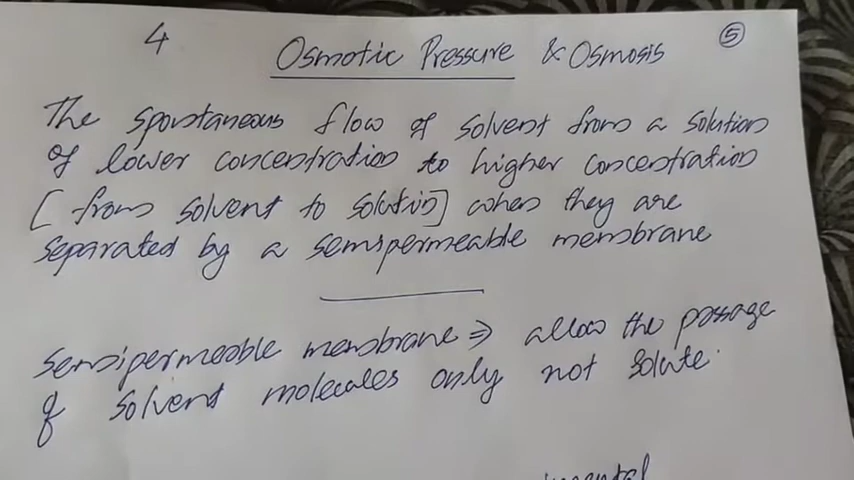 4 Osmotic Pressure & Osmosis 5
The spontaneous flow of solvent from a solution
of lower concentration to higher concentration
[ from solvent to solution] when they are
separated by a semipermeable membrane
Semipermeable membrane ⇒ allow the passage
of solvent molecules only not solute.